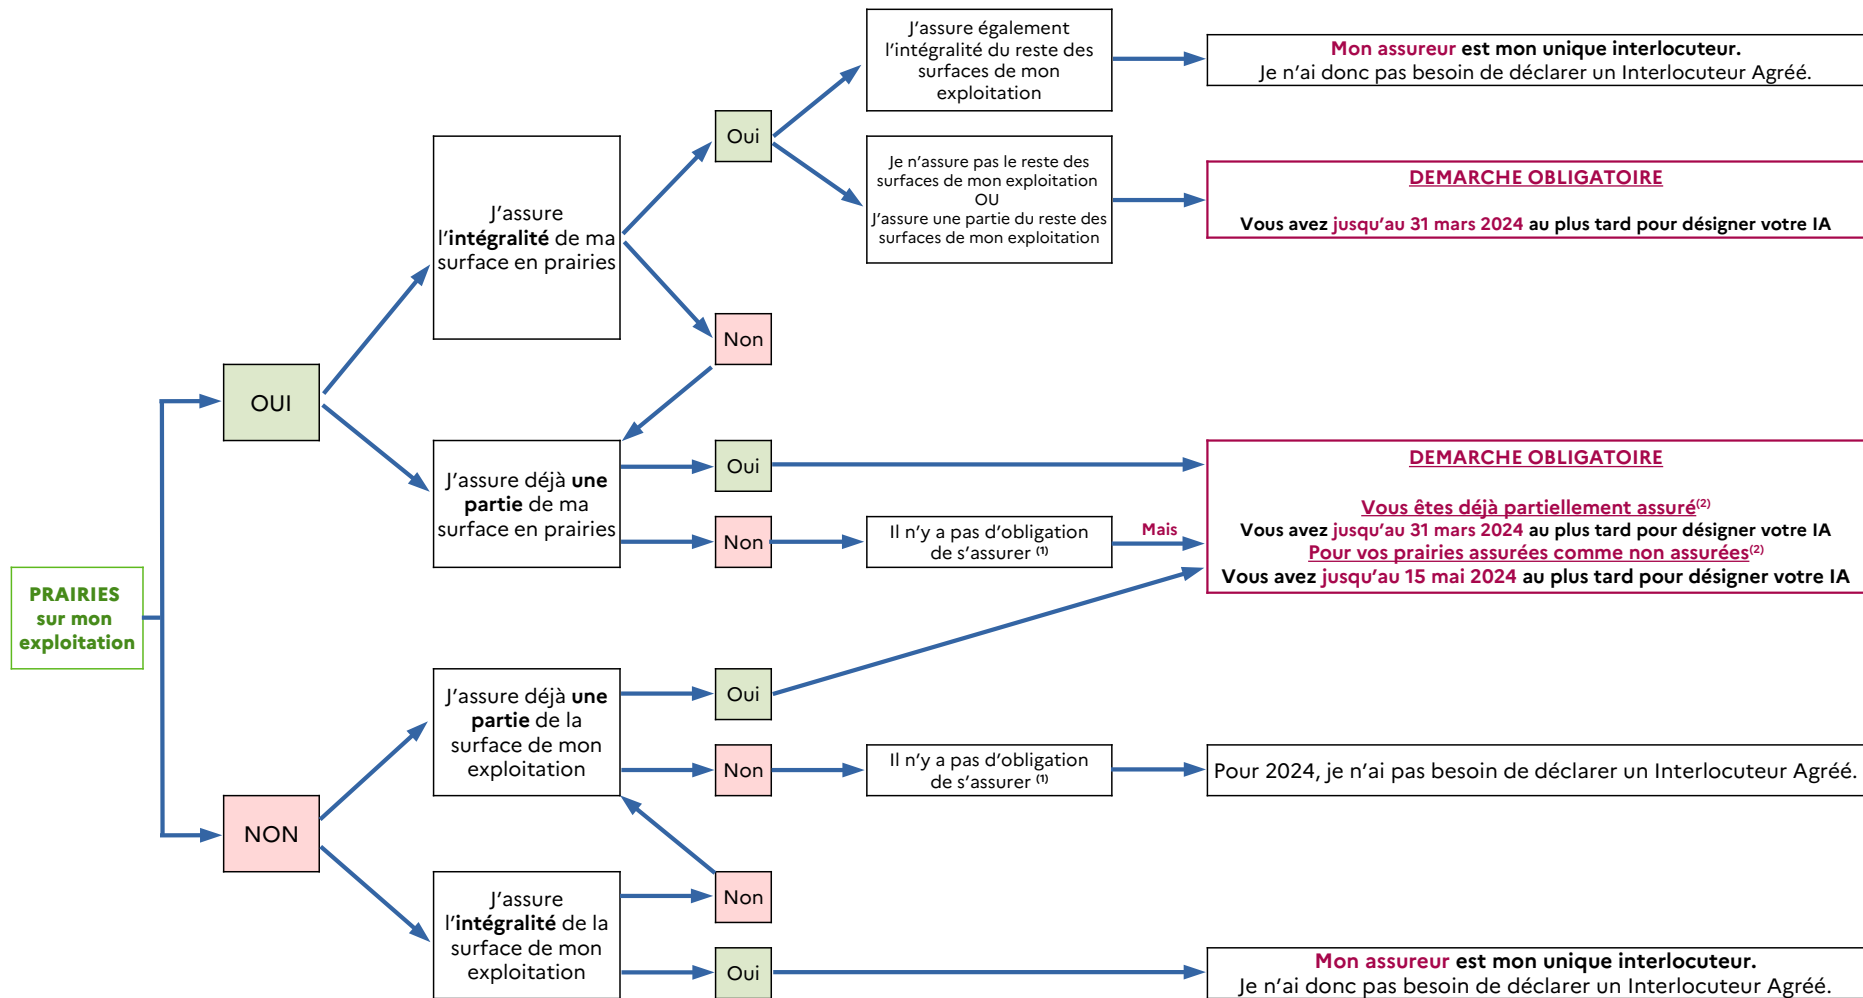 PRAIRIES
sur mon
exploitation
OUI
J'assure
l'intégralité de ma
surface en prairies
Oui
J'assure également
l'intégralité du reste des
surfaces de mon
exploitation
Mon assureur est mon unique interlocuteur.
Je n'ai donc pas besoin de déclarer un Interlocuteur Agréé.
Je n'assure pas le reste des
surfaces de mon exploitation
OU
J'assure une partie du reste des
surfaces de mon exploitation
DEMARCHE OBLIGATOIRE
Vous avez jusqu'au 31 mars 2024 au plus tard pour désigner votre IA
Non
J'assure déjà une
partie de ma
surface en prairies
Oui
Non
Il n'y a pas d'obligation
de s'assurer (1)
Mais
DEMARCHE OBLIGATOIRE
Vous êtes déjà partiellement assuré(2)
Vous avez jusqu'au 31 mars 2024 au plus tard pour désigner votre IA
Pour vos prairies assurées comme non assurées(2)
Vous avez jusqu'au 15 mai 2024 au plus tard pour désigner votre IA
NON
J'assure déjà une
partie de la
surface de mon
exploitation
Oui
Non
Il n'y a pas d'obligation
de s'assurer (1)
Pour 2024, je n'ai pas besoin de déclarer un Interlocuteur Agréé.
J'assure
l'intégralité de la
surface de mon
exploitation
Non
Oui
Mon assureur est mon unique interlocuteur.
Je n'ai donc pas besoin de déclarer un Interlocuteur Agréé.